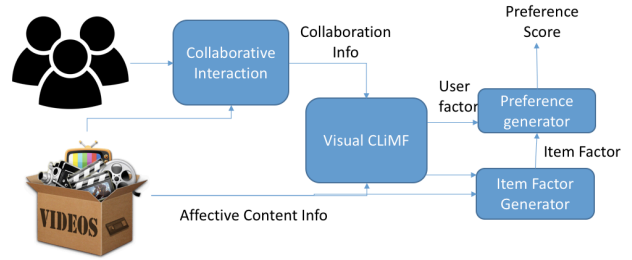 Preference
Score
Collaboration
Info
Collaborative
Interaction
User
factor
Preference
generator
Visual CLiMF
Item Factor
Item Factor
Generator
VIDEOS
Affective Content Info